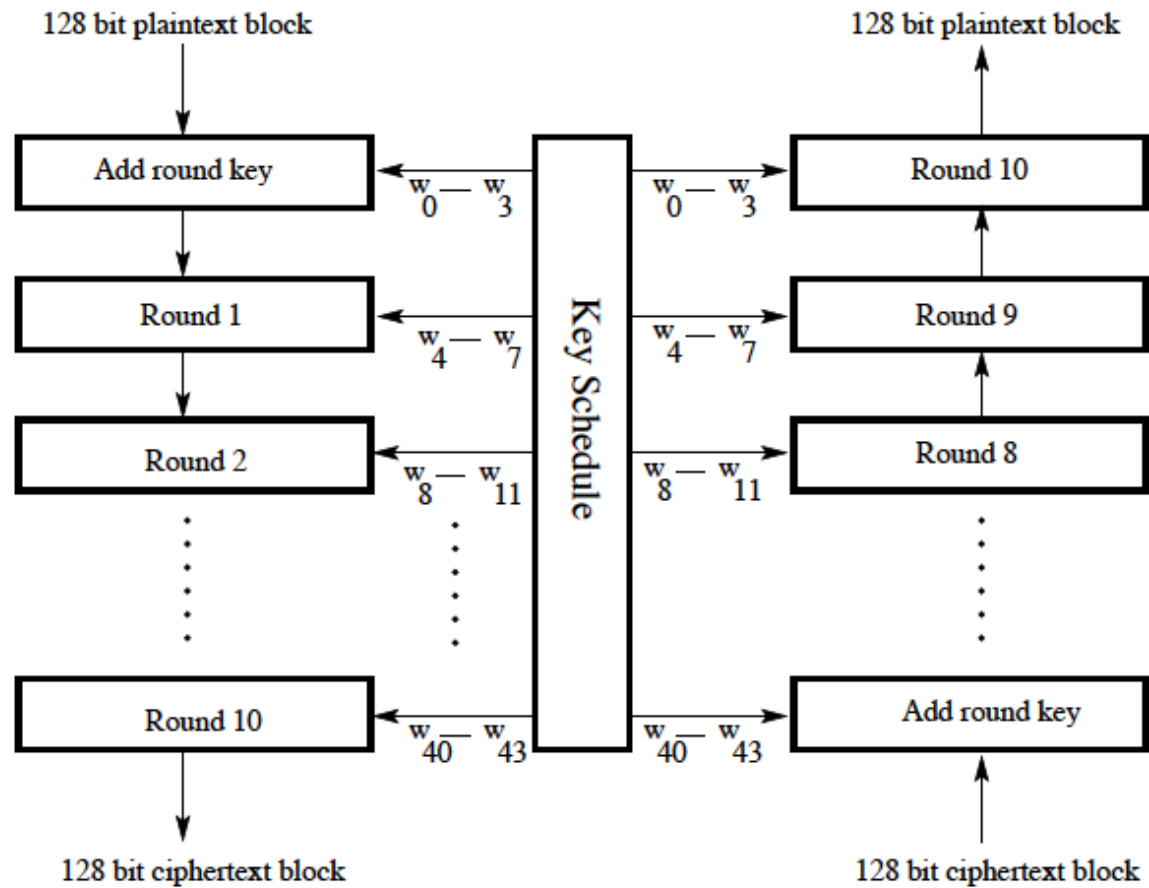 128 bit plaintext block
128 bit plaintext block
Add round key
w0 — w3
w0 — w3
Round 10
Round 1
w4 — w7
w4 — w7
Round 9
Key Schedule
Round 2
w8 — w11
w8 — w11
Round 8
Round 10
w40 — w43
w40 — w43
Add round key
128 bit ciphertext block
128 bit ciphertext block